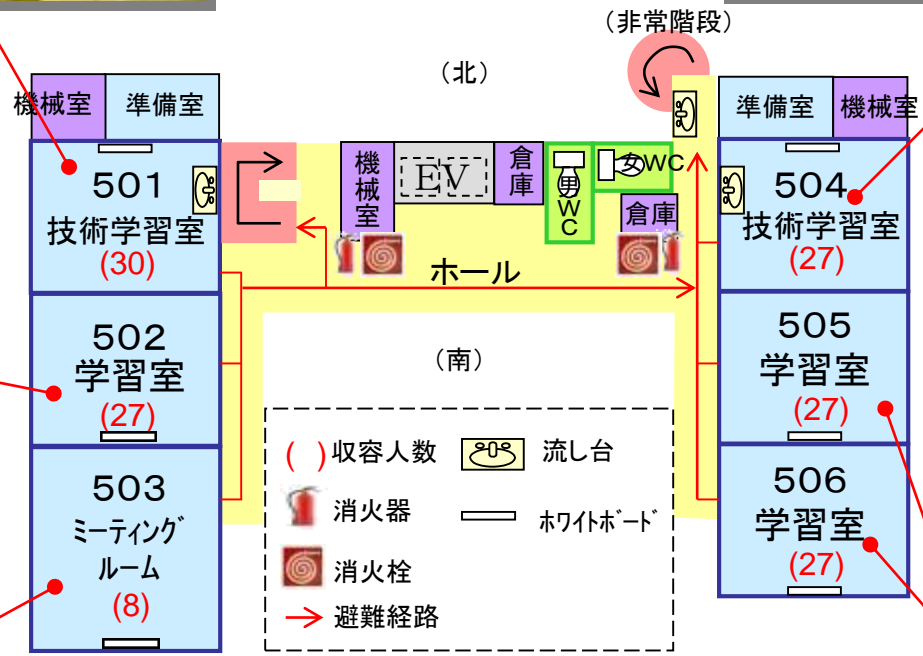 (非常階段)
(北)
機械室
準備室
準備室
機械室
501
技術学習室
(30)
機械室
EV
倉庫
男WC
女WC
倉庫
504
技術学習室
(27)
ホール
502
学習室
(27)
(南)
505
学習室
(27)
503
ミーティング
ルーム
(8)
506
学習室
(27)
( )収容人数
流し台
消火器
ホワイトボード
消火栓
避難経路